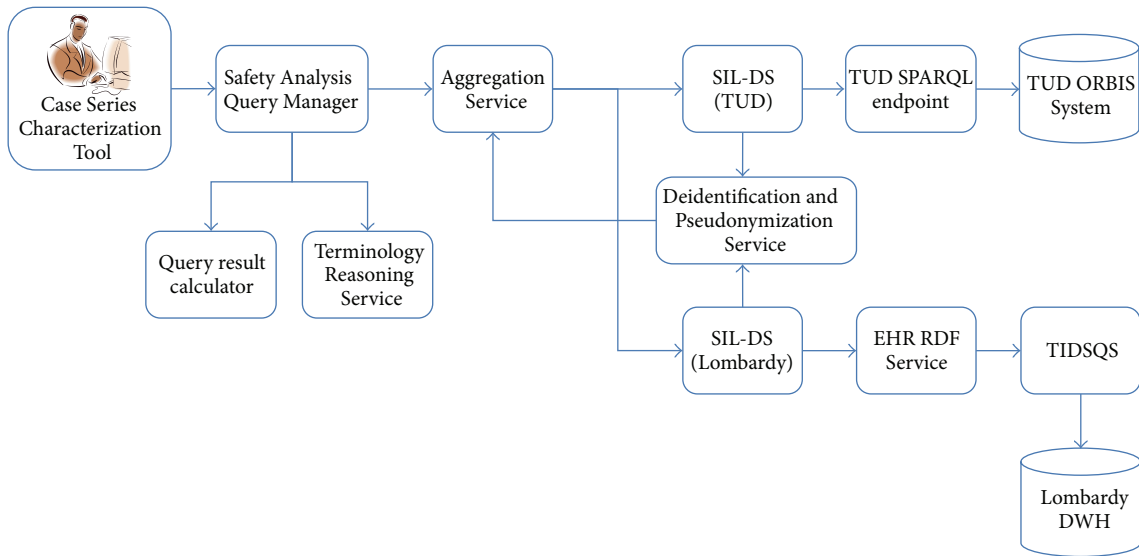 Case Series
Characterization
Tool
Safety Analysis
Query Manager
Aggregation
Service
SIL-DS
(TUD)
TUD SPARQL
endpoint
TUD ORBIS
System
Deidentification and
Pseudonymization
Service
Query result
calculator
Terminology
Reasoning
Service
SIL-DS
(Lombardy)
EHR RDF
Service
TIDSQS
Lombardy
DWH